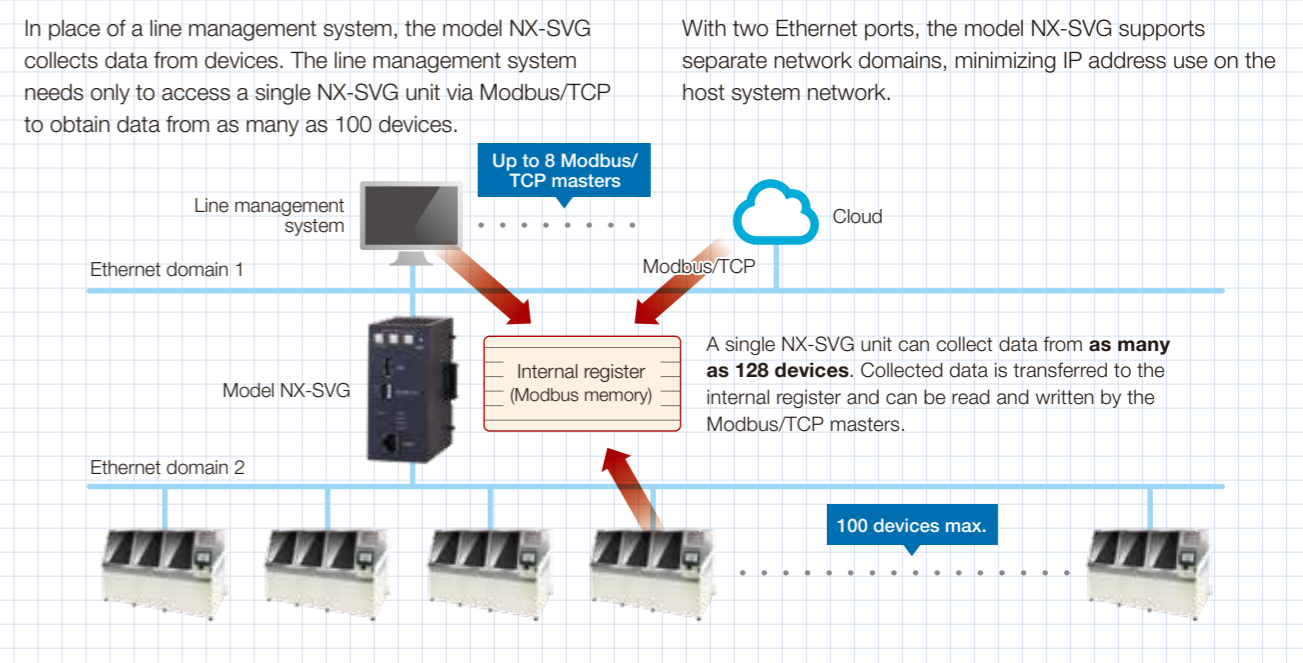 In place of a line management system, the model NX-SVG
collects data from devices. The line management system
needs only to access a single NX-SVG unit via Modbus/TCP
to obtain data from as many as 100 devices.
With two Ethernet ports, the model NX-SVG supports
separate network domains, minimizing IP address use on the
host system network.
Up to 8 Modbus/
TCP masters
Line management
system
Cloud
Ethernet domain 1
Modbus/TCP
Model NX-SVG
Internal register
(Modbus memory)
A single NX-SVG unit can collect data from as many
as 128 devices. Collected data is transferred to the
internal register and can be read and written by the
Modbus/TCP masters.
Ethernet domain 2
100 devices max.